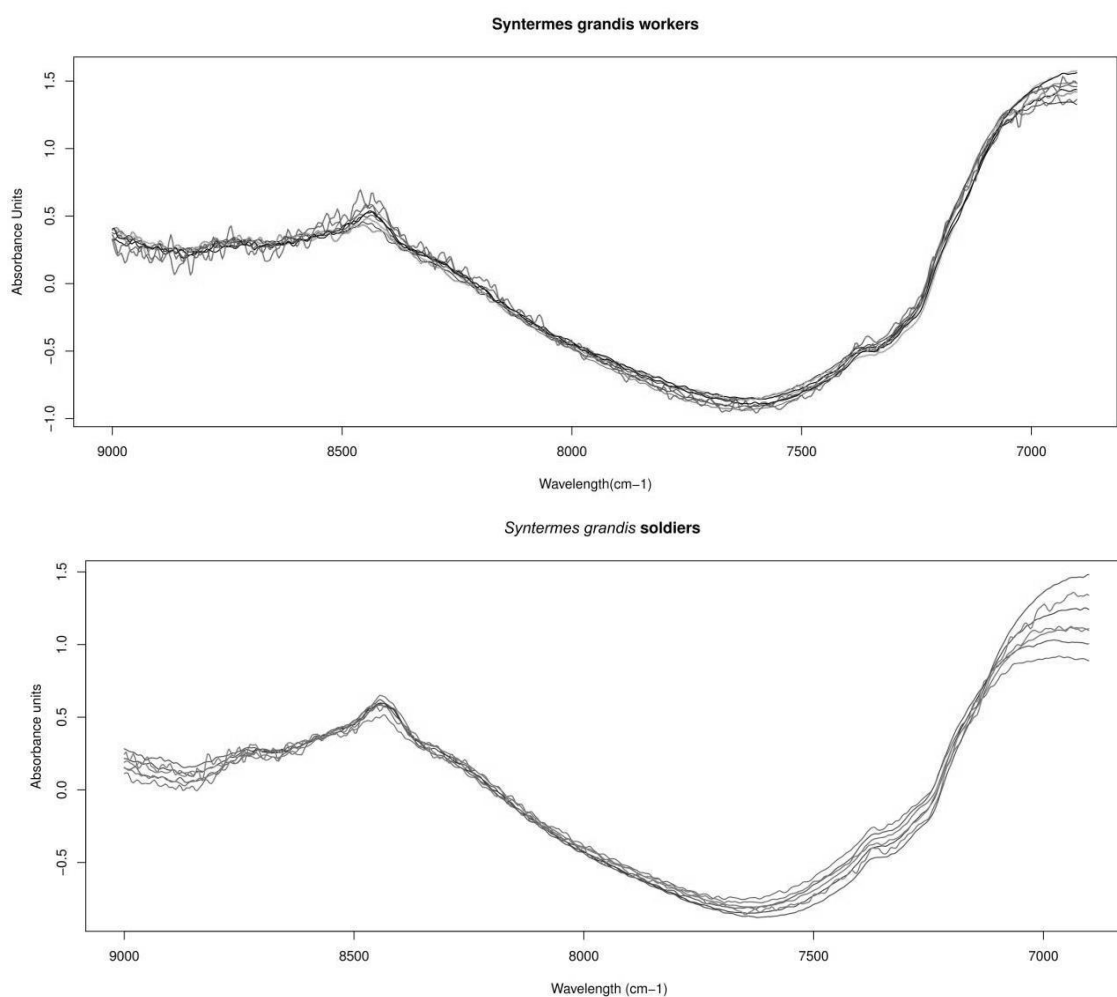 Syntermes grandis workers
1.5
1.0
0.5
0.0
−0.5
−1.0
Absorbance Units
9000 8500 8000 7500 7000
Wavelength(cm−1)
Syntermes grandis soldiers
1.5
1.0
0.5
0.0
−0.5
Absorbance units
9000 8500 8000 7500 7000
Wavelength (cm−1)